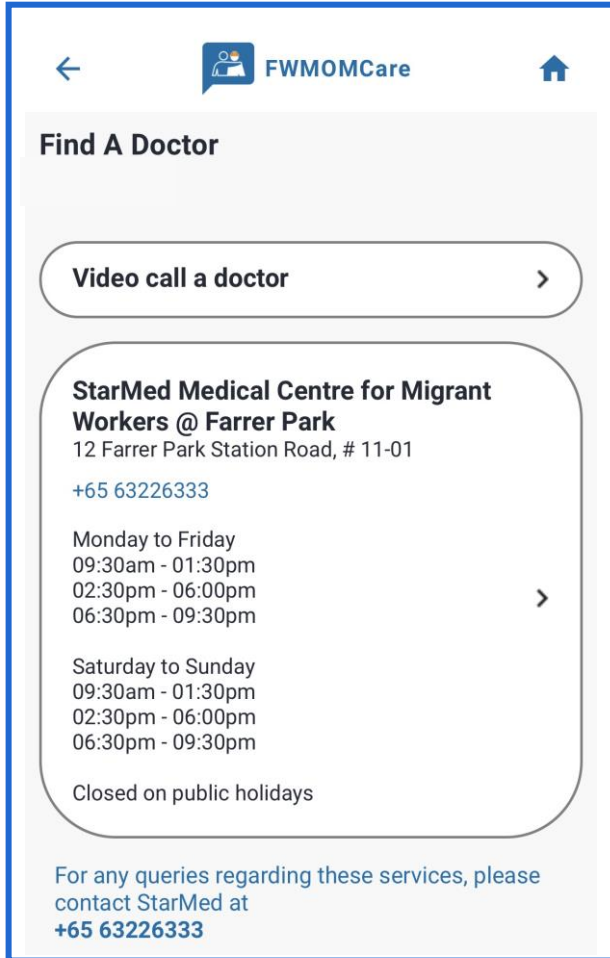 FWMOMCare
Find A Doctor
Video call a doctor
StarMed Medical Centre for Migrant
Workers @ Farrer Park
12 Farrer Park Station Road, # 11-01
+65 63226333
Monday to Friday
09:30am - 01:30pm
02:30pm - 06:00pm
06:30pm - 09:30pm
Saturday to Sunday
09:30am - 01:30pm
02:30pm - 06:00pm
06:30pm - 09:30pm
Closed on public holidays
For any queries regarding these services, please
contact StarMed at
+65 63226333